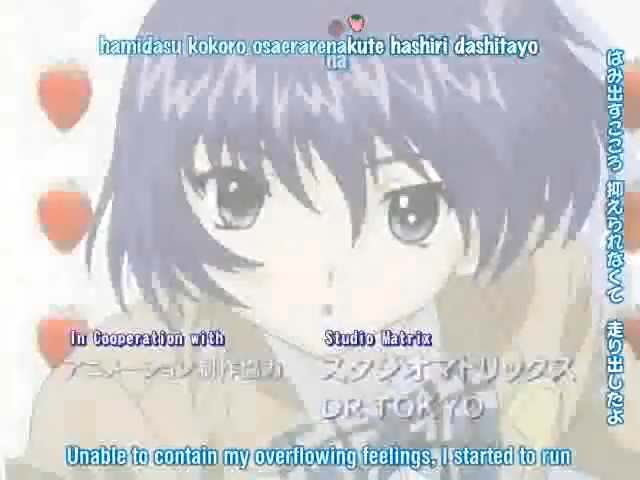 hamidasu kokoro osaerarenakute hashiri dashitayo
na
はみ出すこころ 抑えられなくて 走り出したよ
In Cooperation with
Studio Matrix
アニメーション制作協力
スタジオマトリックス
DR TOKYO
Unable to contain my overflowing feelings, I started to run